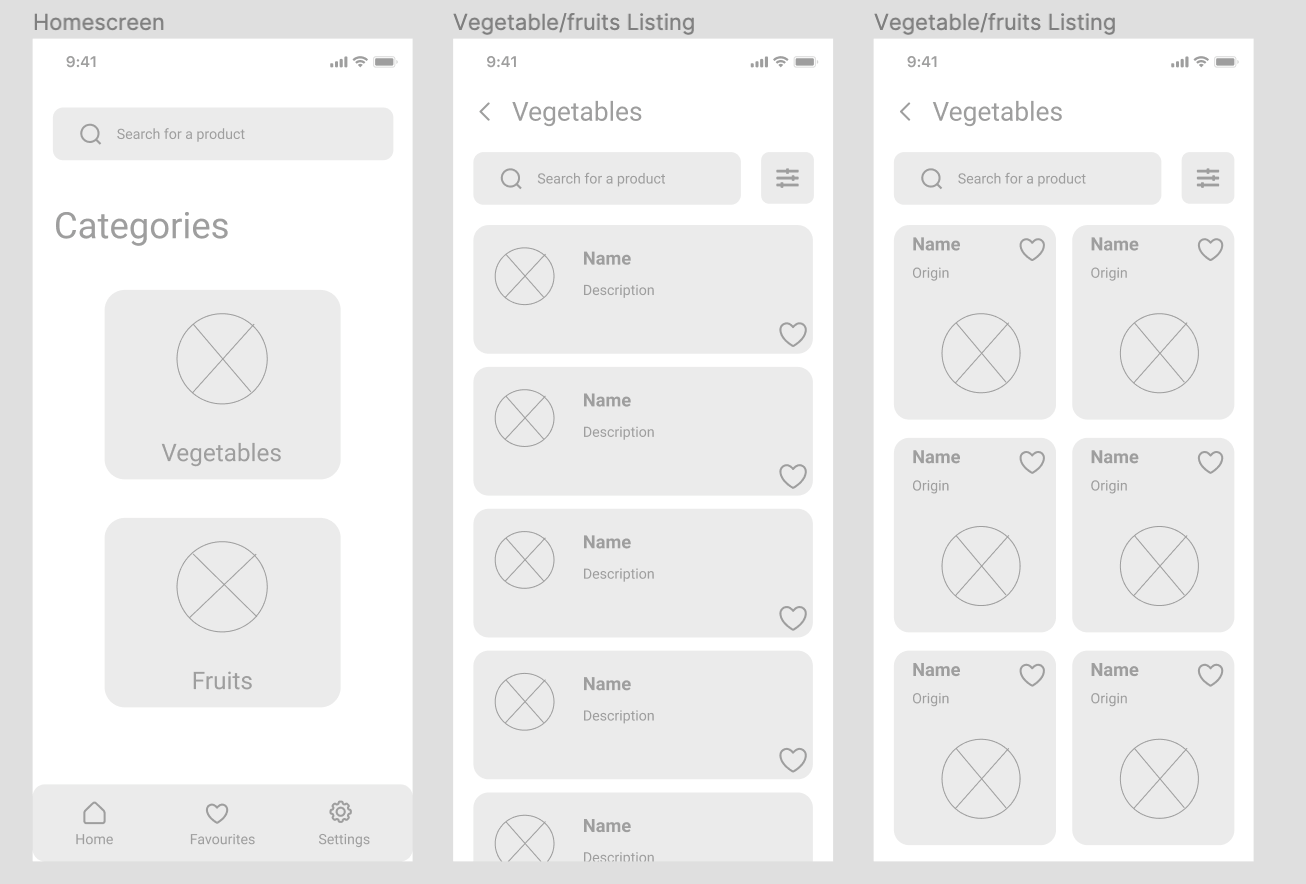 Homescreen
9:41
Search for a product
Categories
Vegetables
Fruits
Home
Favourites
Settings
Vegetable/fruits Listing
9:41
Vegetables
Search for a product
Name
Description
Name
Description
Name
Description
Name
Description
Name
Description
Vegetable/fruits Listing
9:41
Vegetables
Search for a product
Name
Origin
Name
Origin
Name
Origin
Name
Origin
Name
Origin
Name
Origin